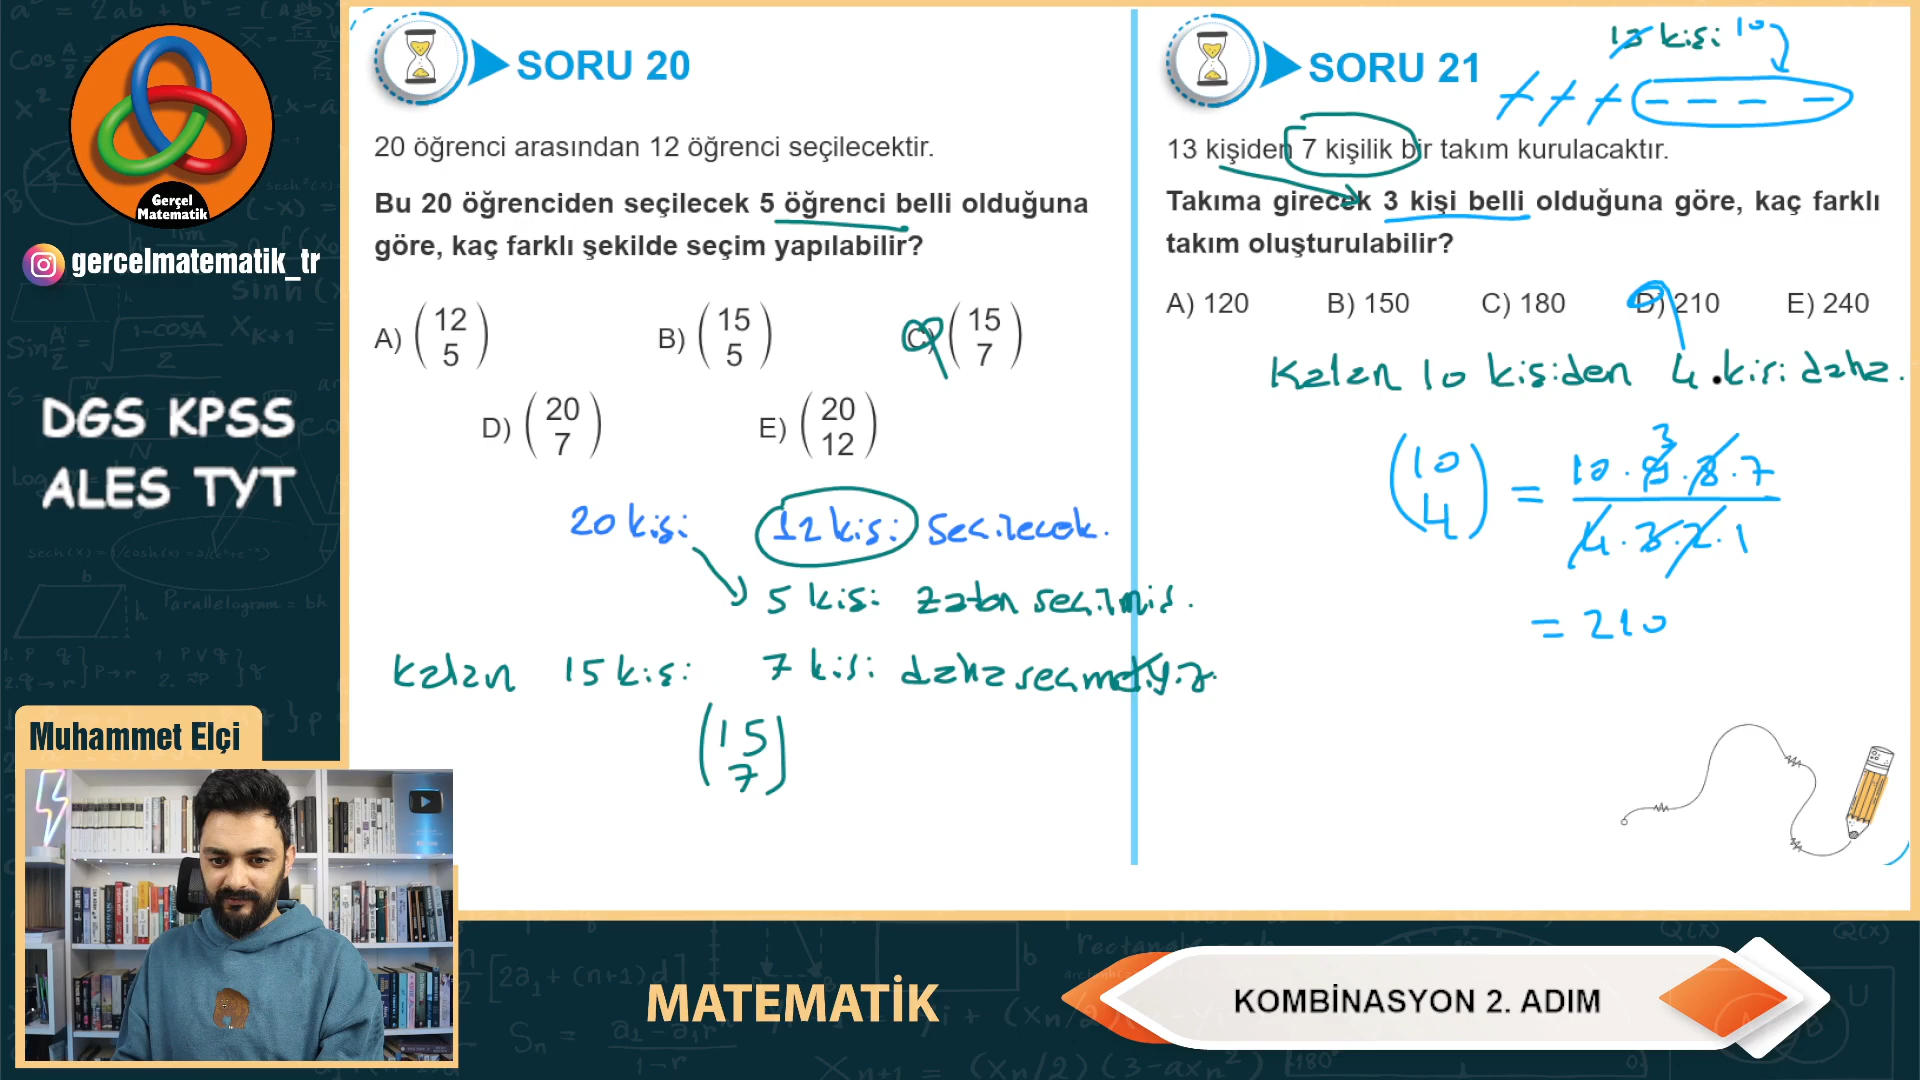 Gerçel
Matematik
gercelmatematik_tr
DGS KPSS
ALES TYT
Muhammet Elçi
SORU 20
20 öğrenci arasından 12 öğrenci seçilecektir.
Bu 20 öğrenciden seçilecek 5 öğrenci belli olduğuna
göre, kaç farklı şekilde seçim yapılabilir?
A) (12 5) B) (15 5) C) (15 7)
D) (20 7) E) (20 12)
20 kişi 12 kişi seçilecek.
5 kişi zaten seçilmiş.
Kalan 15 kişi 7 kişi daha seçmeliyiz.
(15 7)
SORU 21
13 kişi 10
13 kişiden 7 kişilik bir takım kurulacaktır.
Takıma girecek 3 kişi belli olduğuna göre, kaç farklı
takım oluşturulabilir?
A) 120 B) 150 C) 180 D) 210 E) 240
Kalan 10 kişiden 4 kişi daha.
(10 4) = 10.9.8.7 / 4.3.2.1
3
= 210
MATEMATİK
KOMBİNASYON 2. ADIM